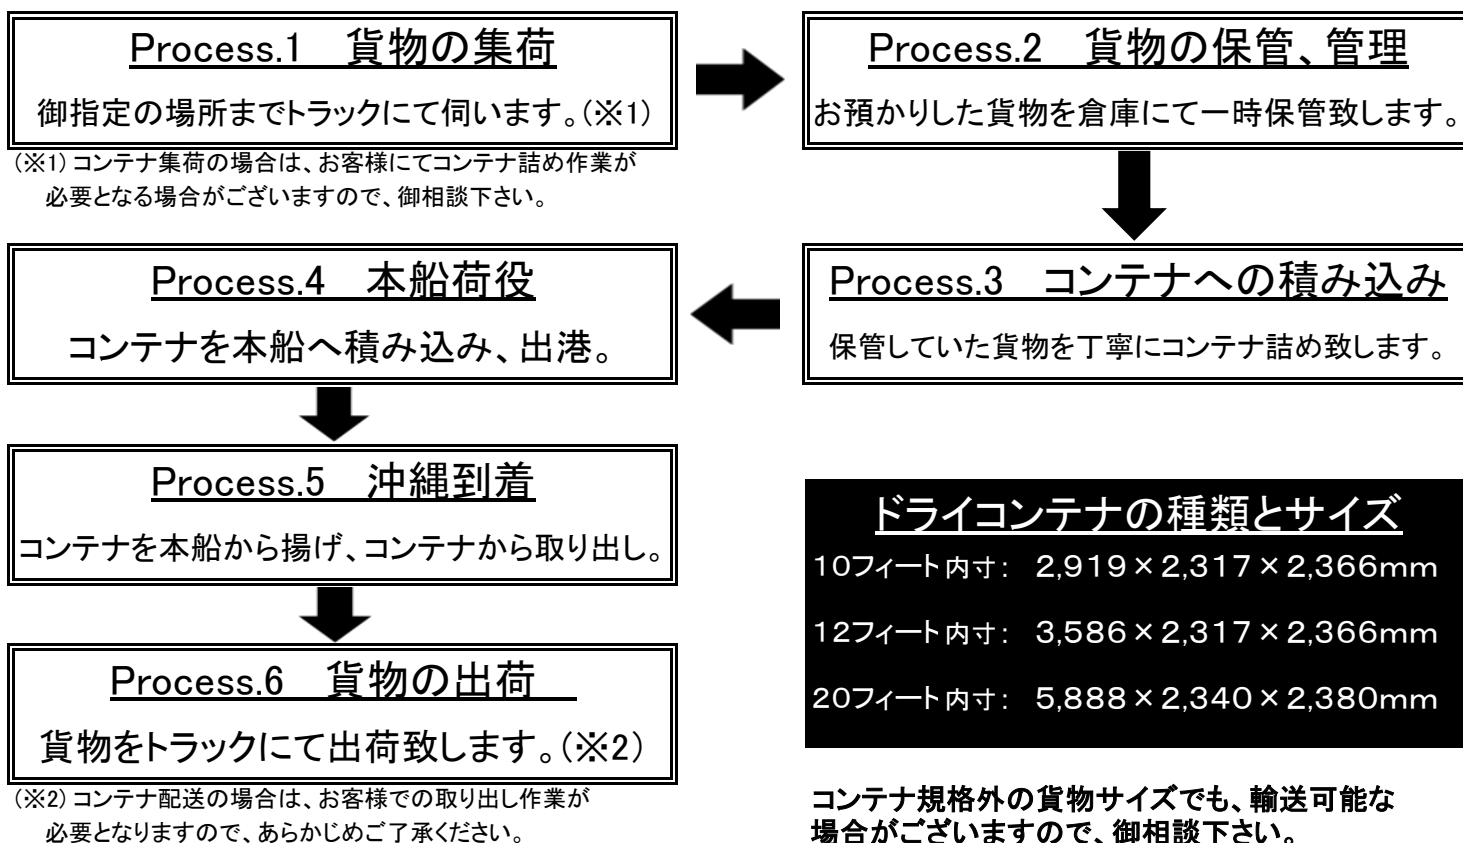 Process.1　貨物の集荷
御指定の場所までトラックにて伺います。(※1)
(※1) コンテナ集荷の場合は、お客様にてコンテナ詰め作業が
必要となる場合がございますので、御相談下さい。
Process.2　貨物の保管、管理
お預かりした貨物を倉庫にて一時保管致します。
Process.3　コンテナへの積み込み
保管していた貨物を丁寧にコンテナ詰め致します。
Process.4　本船荷役
コンテナを本船へ積み込み、出港。
Process.5　沖縄到着
コンテナを本船から揚げ、コンテナから取り出し。
Process.6　貨物の出荷
貨物をトラックにて出荷致します。(※2)
(※2) コンテナ配送の場合は、お客様での取り出し作業が
必要となりますので、あらかじめご了承ください。
ドライコンテナの種類とサイズ
10フィート内寸： 2,919×2,317×2,366mm
12フィート内寸： 3,586×2,317×2,366mm
20フィート内寸： 5,888×2,340×2,380mm
コンテナ規格外の貨物サイズでも、輸送可能な
場合がございますので、御相談下さい。